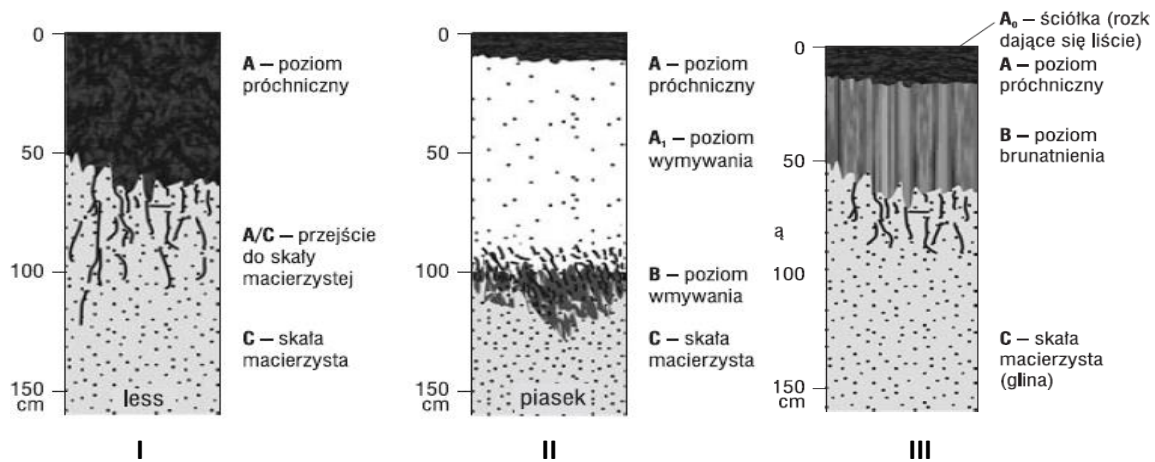 0
50
100
150
cm
A – poziom
próchniczny
A/C – przejście
do skały
macierzystej
C – skała
macierzysta
less
I
0
50
100
150
cm
A – poziom
próchniczny
A₁ – poziom
wymywania
B – poziom
wmywania
C – skała
macierzysta
piasek
II
0
50
ą
100
150
cm
A₀ – ściółka (rozk
dające się liście)
A – poziom
próchniczny
B – poziom
brunatnienia
C – skała
macierzysta
(glina)
III